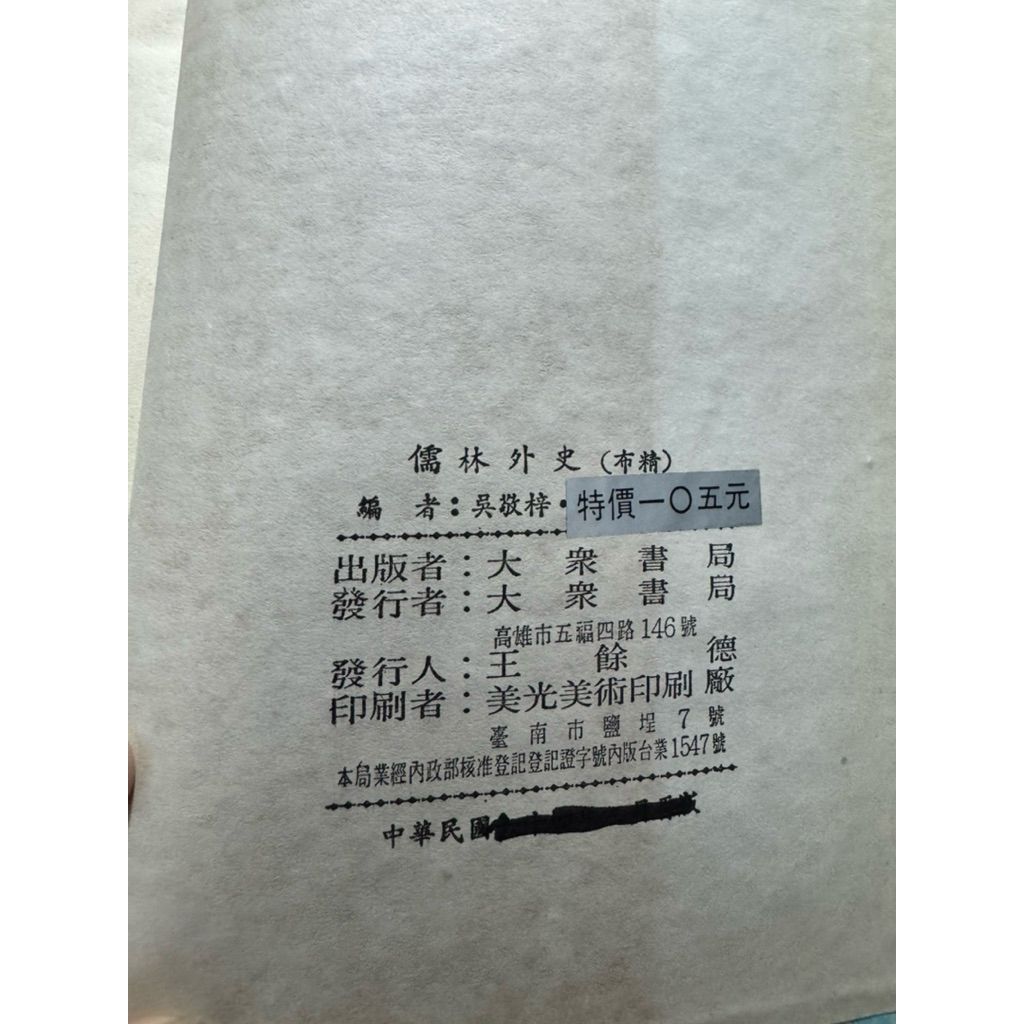 儒林外史(布精)
編者:吳敬梓·特價一〇五元
出版者:大衆書局
發行者:大衆書局
高雄市五福四路146號
發行人:王餘德
印刷者:美光美術印刷廠
臺南市鹽埕7號
本局業經內政部核准登記登記證字號內版台業1547號
中華民國